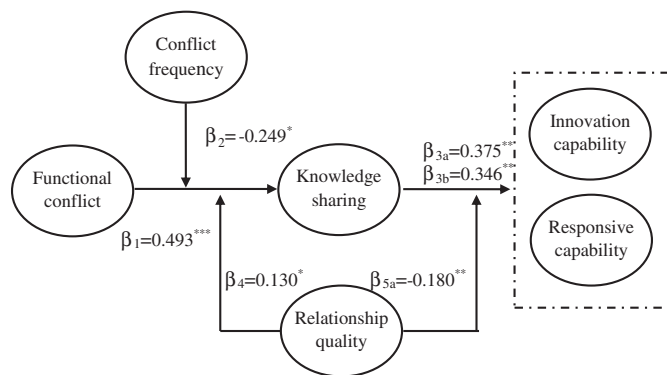 Conflict
frequency
β2= -0.249*
β3a=0.375**
β3b=0.346**
Innovation
capability
Functional
conflict
Knowledge
sharing
β1=0.493***
Responsive
capability
β4=0.130*
β5a=-0.180**
Relationship
quality